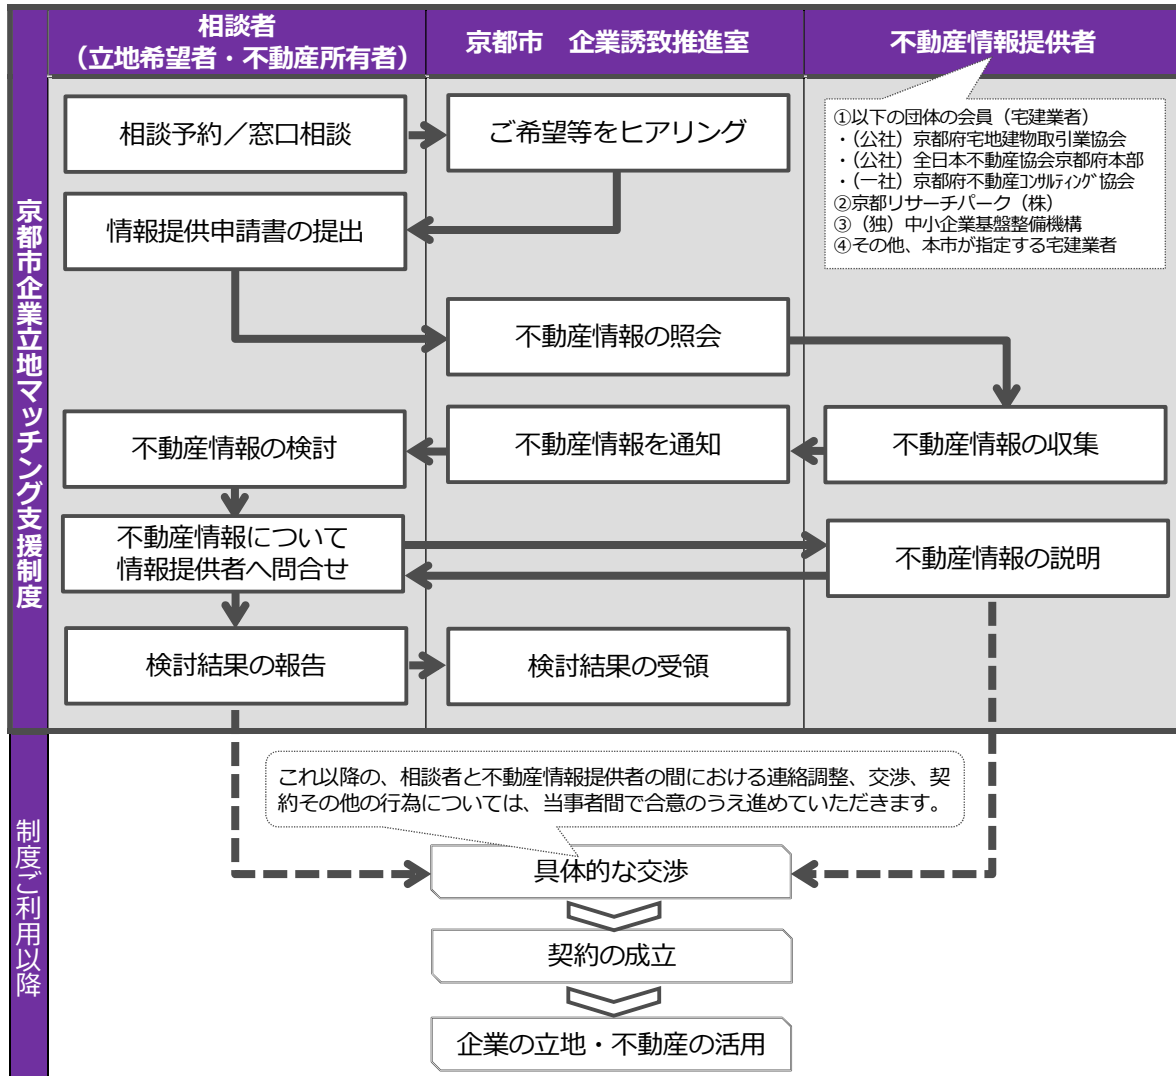 相談者
（立地希望者・不動産所有者）
京都市　企業誘致推進室
不動産情報提供者
京都市企業立地マッチング支援制度
①以下の団体の会員（宅建業者）
・（公社）京都府宅地建物取引業協会
・（公社）全日本不動産協会京都府本部
・（一社）京都府不動産ｺﾝｻﾙﾃｨﾝｸﾞ協会
②京都リサーチパーク（株）
③（独）中小企業基盤整備機構
④その他、本市が指定する宅建業者
相談予約／窓口相談
ご希望等をヒアリング
情報提供申請書の提出
不動産情報の照会
不動産情報の検討
不動産情報を通知
不動産情報の収集
不動産情報について
情報提供者へ問合せ
不動産情報の説明
検討結果の報告
検討結果の受領
制度ご利用以降
これ以降の、相談者と不動産情報提供者の間における連絡調整、交渉、契
約その他の行為については、当事者間で合意のうえ進めていただきます。
具体的な交渉
契約の成立
企業の立地・不動産の活用